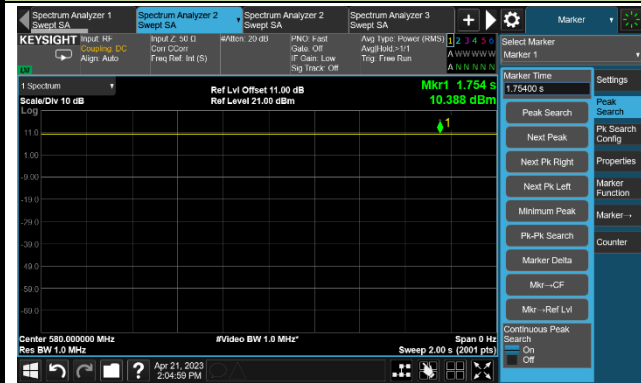 Spectrum Analyzer 1
Swept SA
Spectrum Analyzer 2
Swept SA
Spectrum Analyzer 2
Swept SA
Spectrum Analyzer 3
Swept SA
+
Marker
KEYSIGHT
Input: RF
Coupling: DC
Align: Auto
Input Z: 50 Ω
Corr CCorr
Freq Ref: Int (S)
#Atten: 20 dB
PNO: Fast
Gate: Off
IF Gain: Low
Sig Track: Off
Avg Type: Power (RMS)
Avg|Hold:>1/1
Trig: Free Run
1 2 3 4 5 6
A W W W W W
A N N N N N
Select Marker
Marker 1
1 Spectrum
Scale/Div 10 dB
Log
Ref Lvl Offset 11.00 dB
Ref Level 21.00 dBm
Mkr1 1.754 s
10.388 dBm
1
11.0
1.00
-9.00
-19.0
-29.0
-39.0
-49.0
-59.0
-69.0
Center 580.000000 MHz
Res BW 1.0 MHz
#Video BW 1.0 MHz*
Span 0 Hz
Sweep 2.00 s (2001 pts)
Marker Time
1.75400 s
Peak Search
Next Peak
Next Pk Right
Next Pk Left
Minimum Peak
Pk-Pk Search
Marker Delta
Mkr→CF
Mkr→Ref Lvl
Continuous Peak
Search
On
Off
Settings
Peak
Search
Pk Search
Config
Properties
Marker
Function
Marker→
Counter
?
Apr 21, 2023
2:04:59 PM